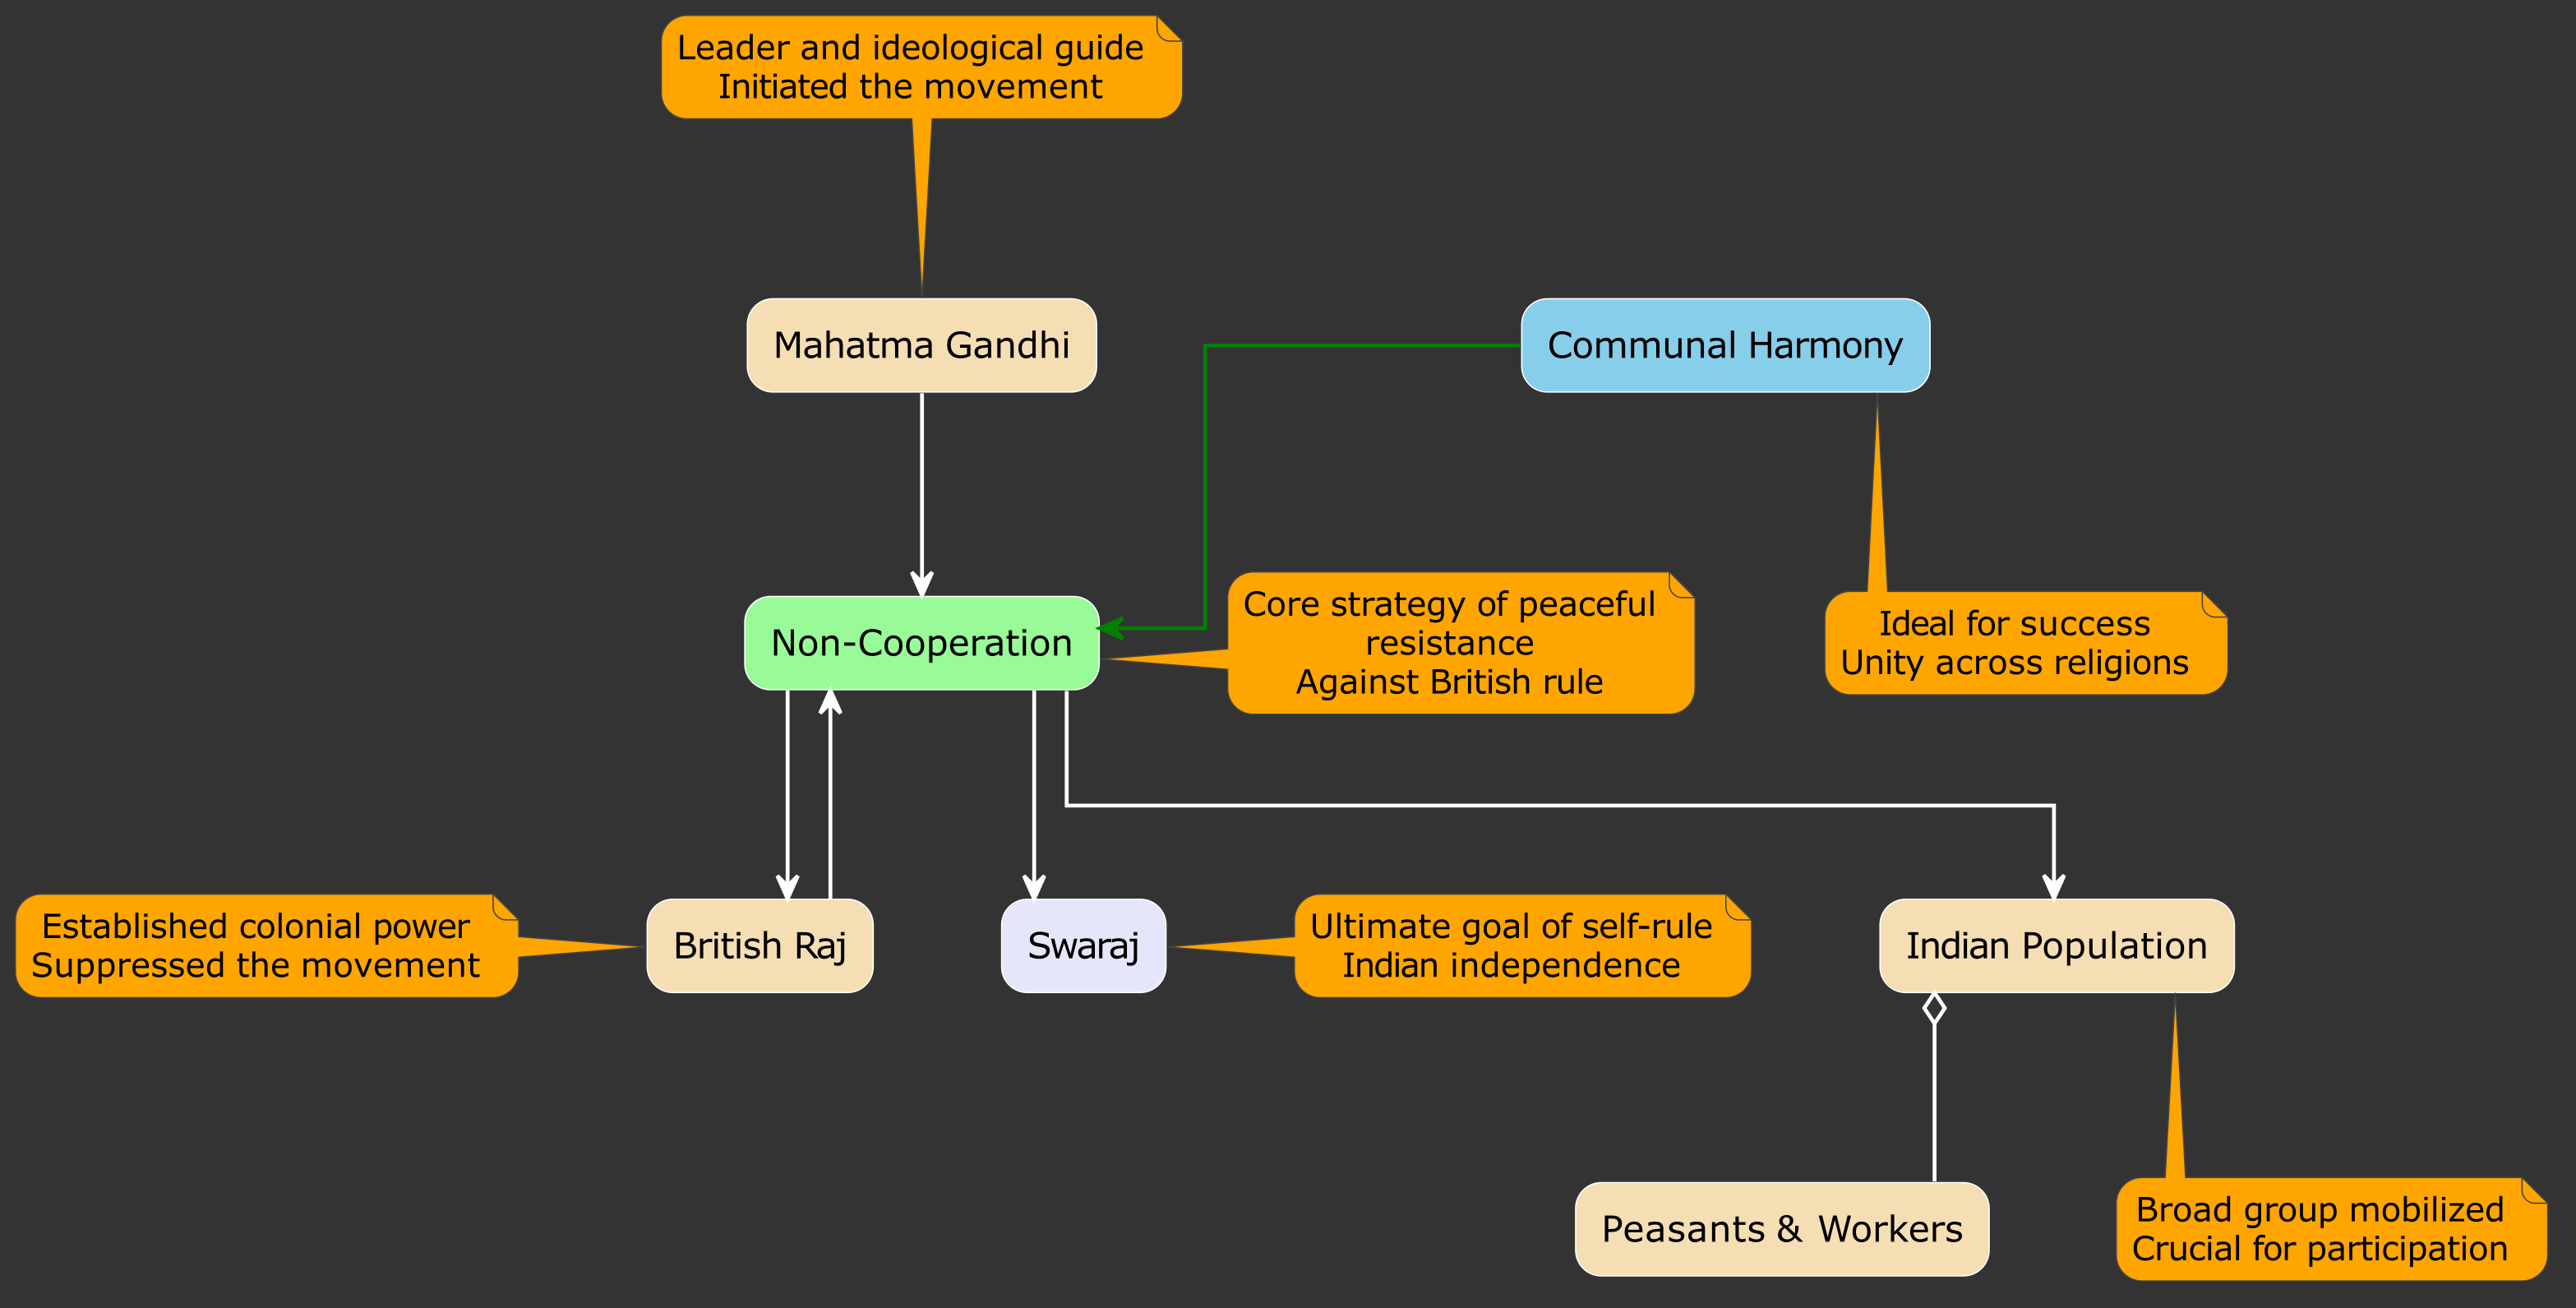 Leader and ideological guide
Initiated the movement
Mahatma Gandhi
Communal Harmony
Non-Cooperation
Core strategy of peaceful
resistance
Against British rule
Ideal for success
Unity across religions
Established colonial power
Suppressed the movement
British Raj
Swaraj
Ultimate goal of self-rule
Indian independence
Indian Population
Peasants & Workers
Broad group mobilized
Crucial for participation